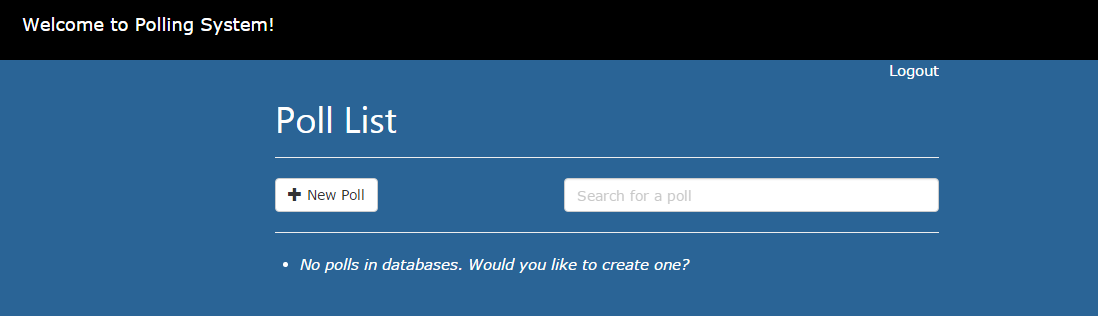 Welcome to Polling System!
Logout
Poll List
New Poll
Search for a poll
No polls in databases. Would you like to create one?